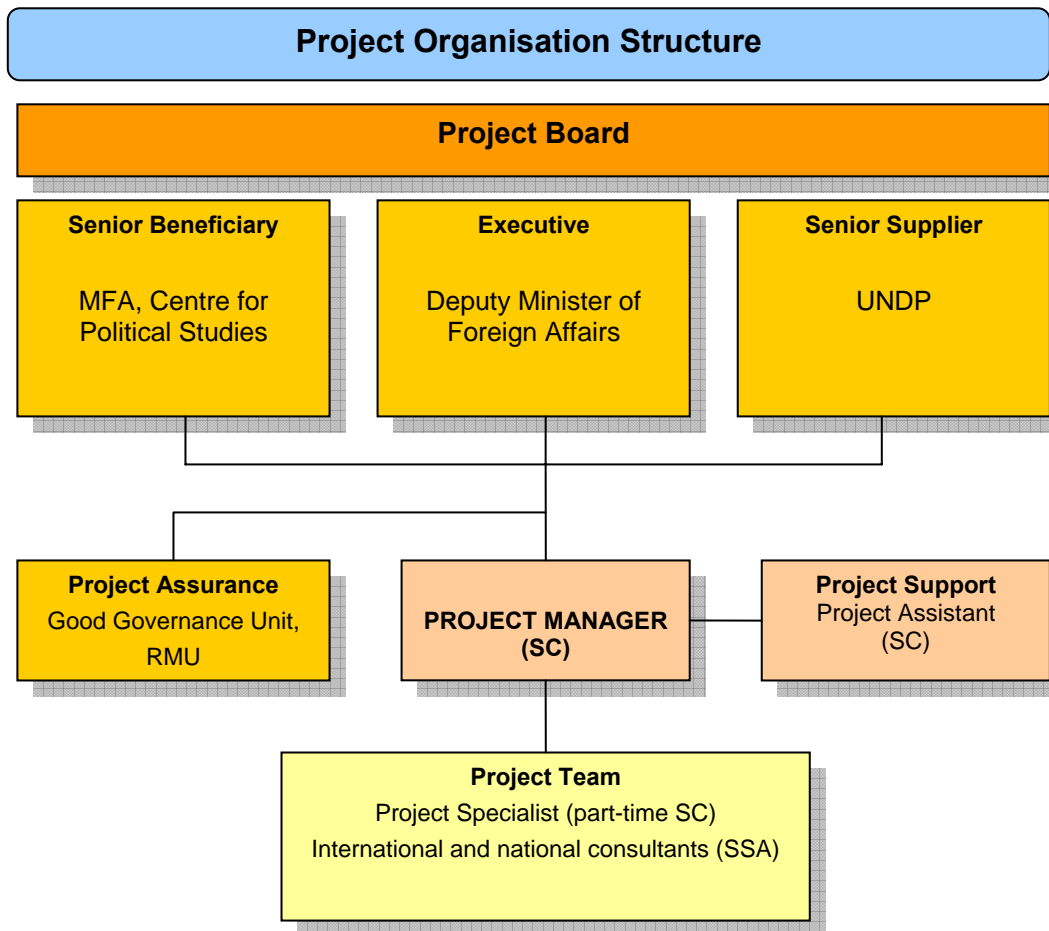 Project Organisation Structure
Project Board
Senior Beneficiary
MFA, Centre for
Political Studies
Executive
Deputy Minister of
Foreign Affairs
Senior Supplier
UNDP
Project Assurance
Good Governance Unit,
RMU
PROJECT MANAGER
(SC)
Project Support
Project Assistant
(SC)
Project Team
Project Specialist (part-time SC)
International and national consultants (SSA)